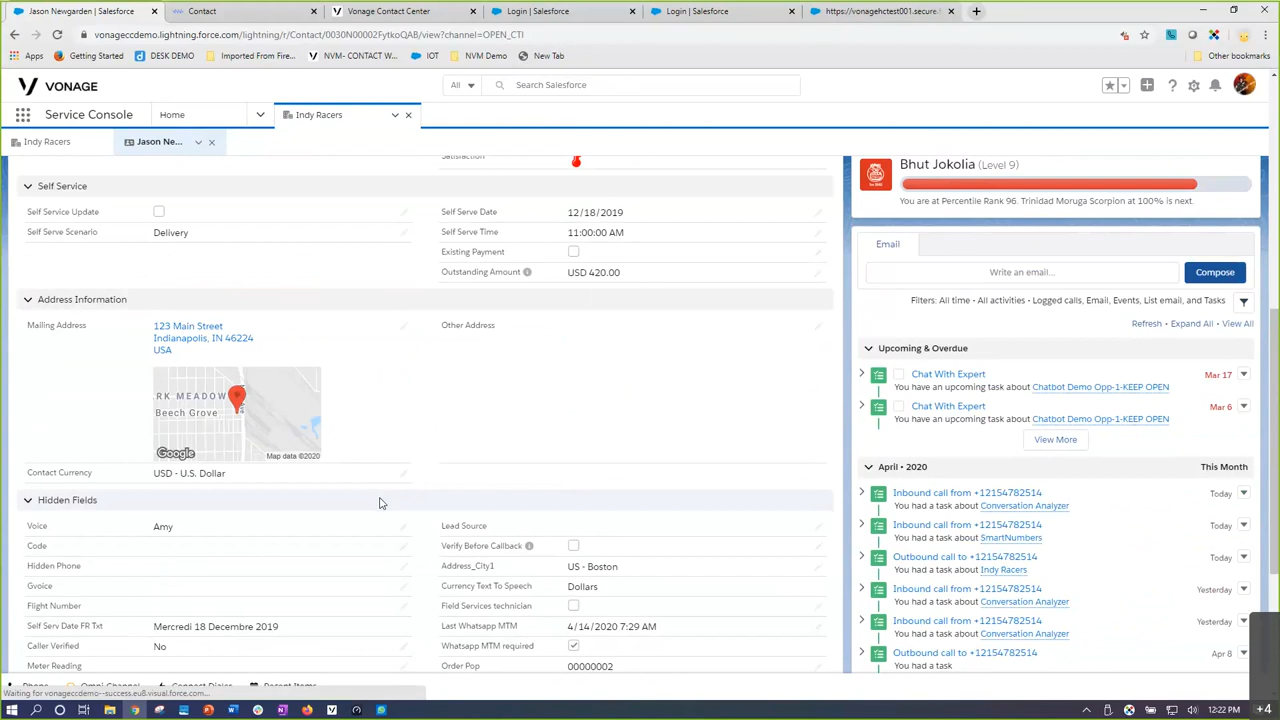 Jason Newgarden | Salesforce
Contact
Vonage Contact Center
Login | Salesforce
Login | Salesforce
https://vonagehctest001.secure.f
vonageccdemo.lightning.force.com/lightning/r/Contact/0030N00002FytkoQAB/view?channel=OPEN_CTI
Apps
Getting Started
DESK DEMO
Imported From Fire...
NVM- CONTACT W...
IOT
NVM Demo
New Tab
Other bookmarks
VONAGE
All
Search Salesforce
Service Console
Home
Indy Racers
Indy Racers
Jason Ne...
Satisfaction
Self Service
Self Service Update
Self Serve Date 12/18/2019
Self Serve Scenario Delivery
Self Serve Time 11:00:00 AM
Existing Payment
Outstanding Amount USD 420.00
Address Information
Mailing Address
123 Main Street
Indianapolis, IN 46224
USA
Other Address
RK MEADOW
Beech Grove
Google
Map data ©2020
Contact Currency USD - U.S. Dollar
Hidden Fields
Voice Amy
Lead Source
Code
Verify Before Callback
Hidden Phone
Address_City1 US - Boston
Gvoice
Currency Text To Speech Dollars
Flight Number
Field Services technician
Self Serv Date FR Txt Mercredi 18 Decembre 2019
Last Whatsapp MTM 4/14/2020 7:29 AM
Caller Verified No
Whatsapp MTM required
Meter Reading
Order Pop 00000002
Bhut Jokolia (Level 9)
You are at Percentile Rank 96. Trinidad Moruga Scorpion at 100% is next.
Email
Write an email...
Compose
Filters: All time • All activities • Logged calls, Email, Events, List email, and Tasks
Refresh • Expand All • View All
Upcoming & Overdue
Chat With Expert Mar 17
You have an upcoming task about Chatbot Demo Opp-1-KEEP OPEN
Chat With Expert Mar 6
You have an upcoming task about Chatbot Demo Opp-1-KEEP OPEN
View More
April • 2020 This Month
Inbound call from +12154782514 Today
You had a task about Conversation Analyzer
Inbound call from +12154782514 Today
You had a task about SmartNumbers
Outbound call to +12154782514 Today
You had a task about Indy Racers
Inbound call from +12154782514 Yesterday
You had a task about Conversation Analyzer
Inbound call from +12154782514 Yesterday
You had a task about Conversation Analyzer
Outbound call to +12154782514 Apr 8
You had a task
Phone
Omni-Channel
Connect Dialer
Recent Items
Waiting for vonageccdemo--success.eu8.visual.force.com...
12:22 PM
+4